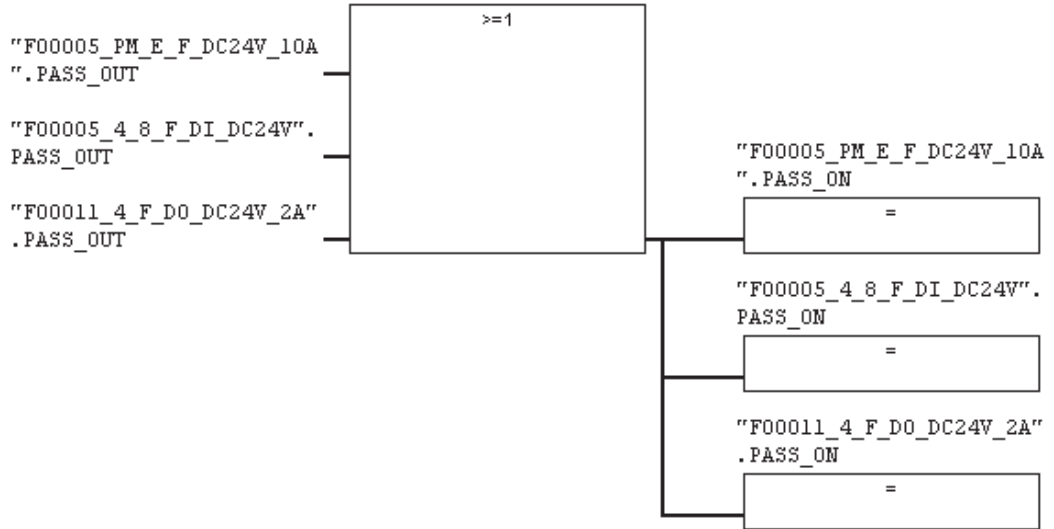 >=1
"F00005_PM_E_F_DC24V_10A
".PASS_OUT
"F00005_4_8_F_DI_DC24V".
PASS_OUT
"F00011_4_F_DO_DC24V_2A"
.PASS_OUT
"F00005_PM_E_F_DC24V_10A
".PASS_ON
=
"F00005_4_8_F_DI_DC24V".
PASS_ON
=
"F00011_4_F_DO_DC24V_2A"
.PASS_ON
=